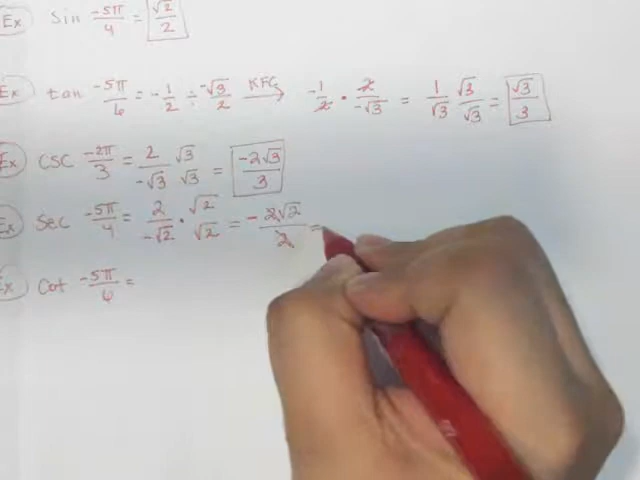 Ex sin -5π/4 = √2/2
Ex tan -5π/6 = -1/2 ÷ -√3/2 KFC → -1/2 · 2/-√3 = 1/√3 √3/√3 = √3/3
Ex CSC -2π/3 = 2/-√3 √3/√3 = -2√3/3
Ex Sec -5π/4 = 2/-√2 · √2/√2 = -2√2/2 =
Ex Cot -5π/6 =